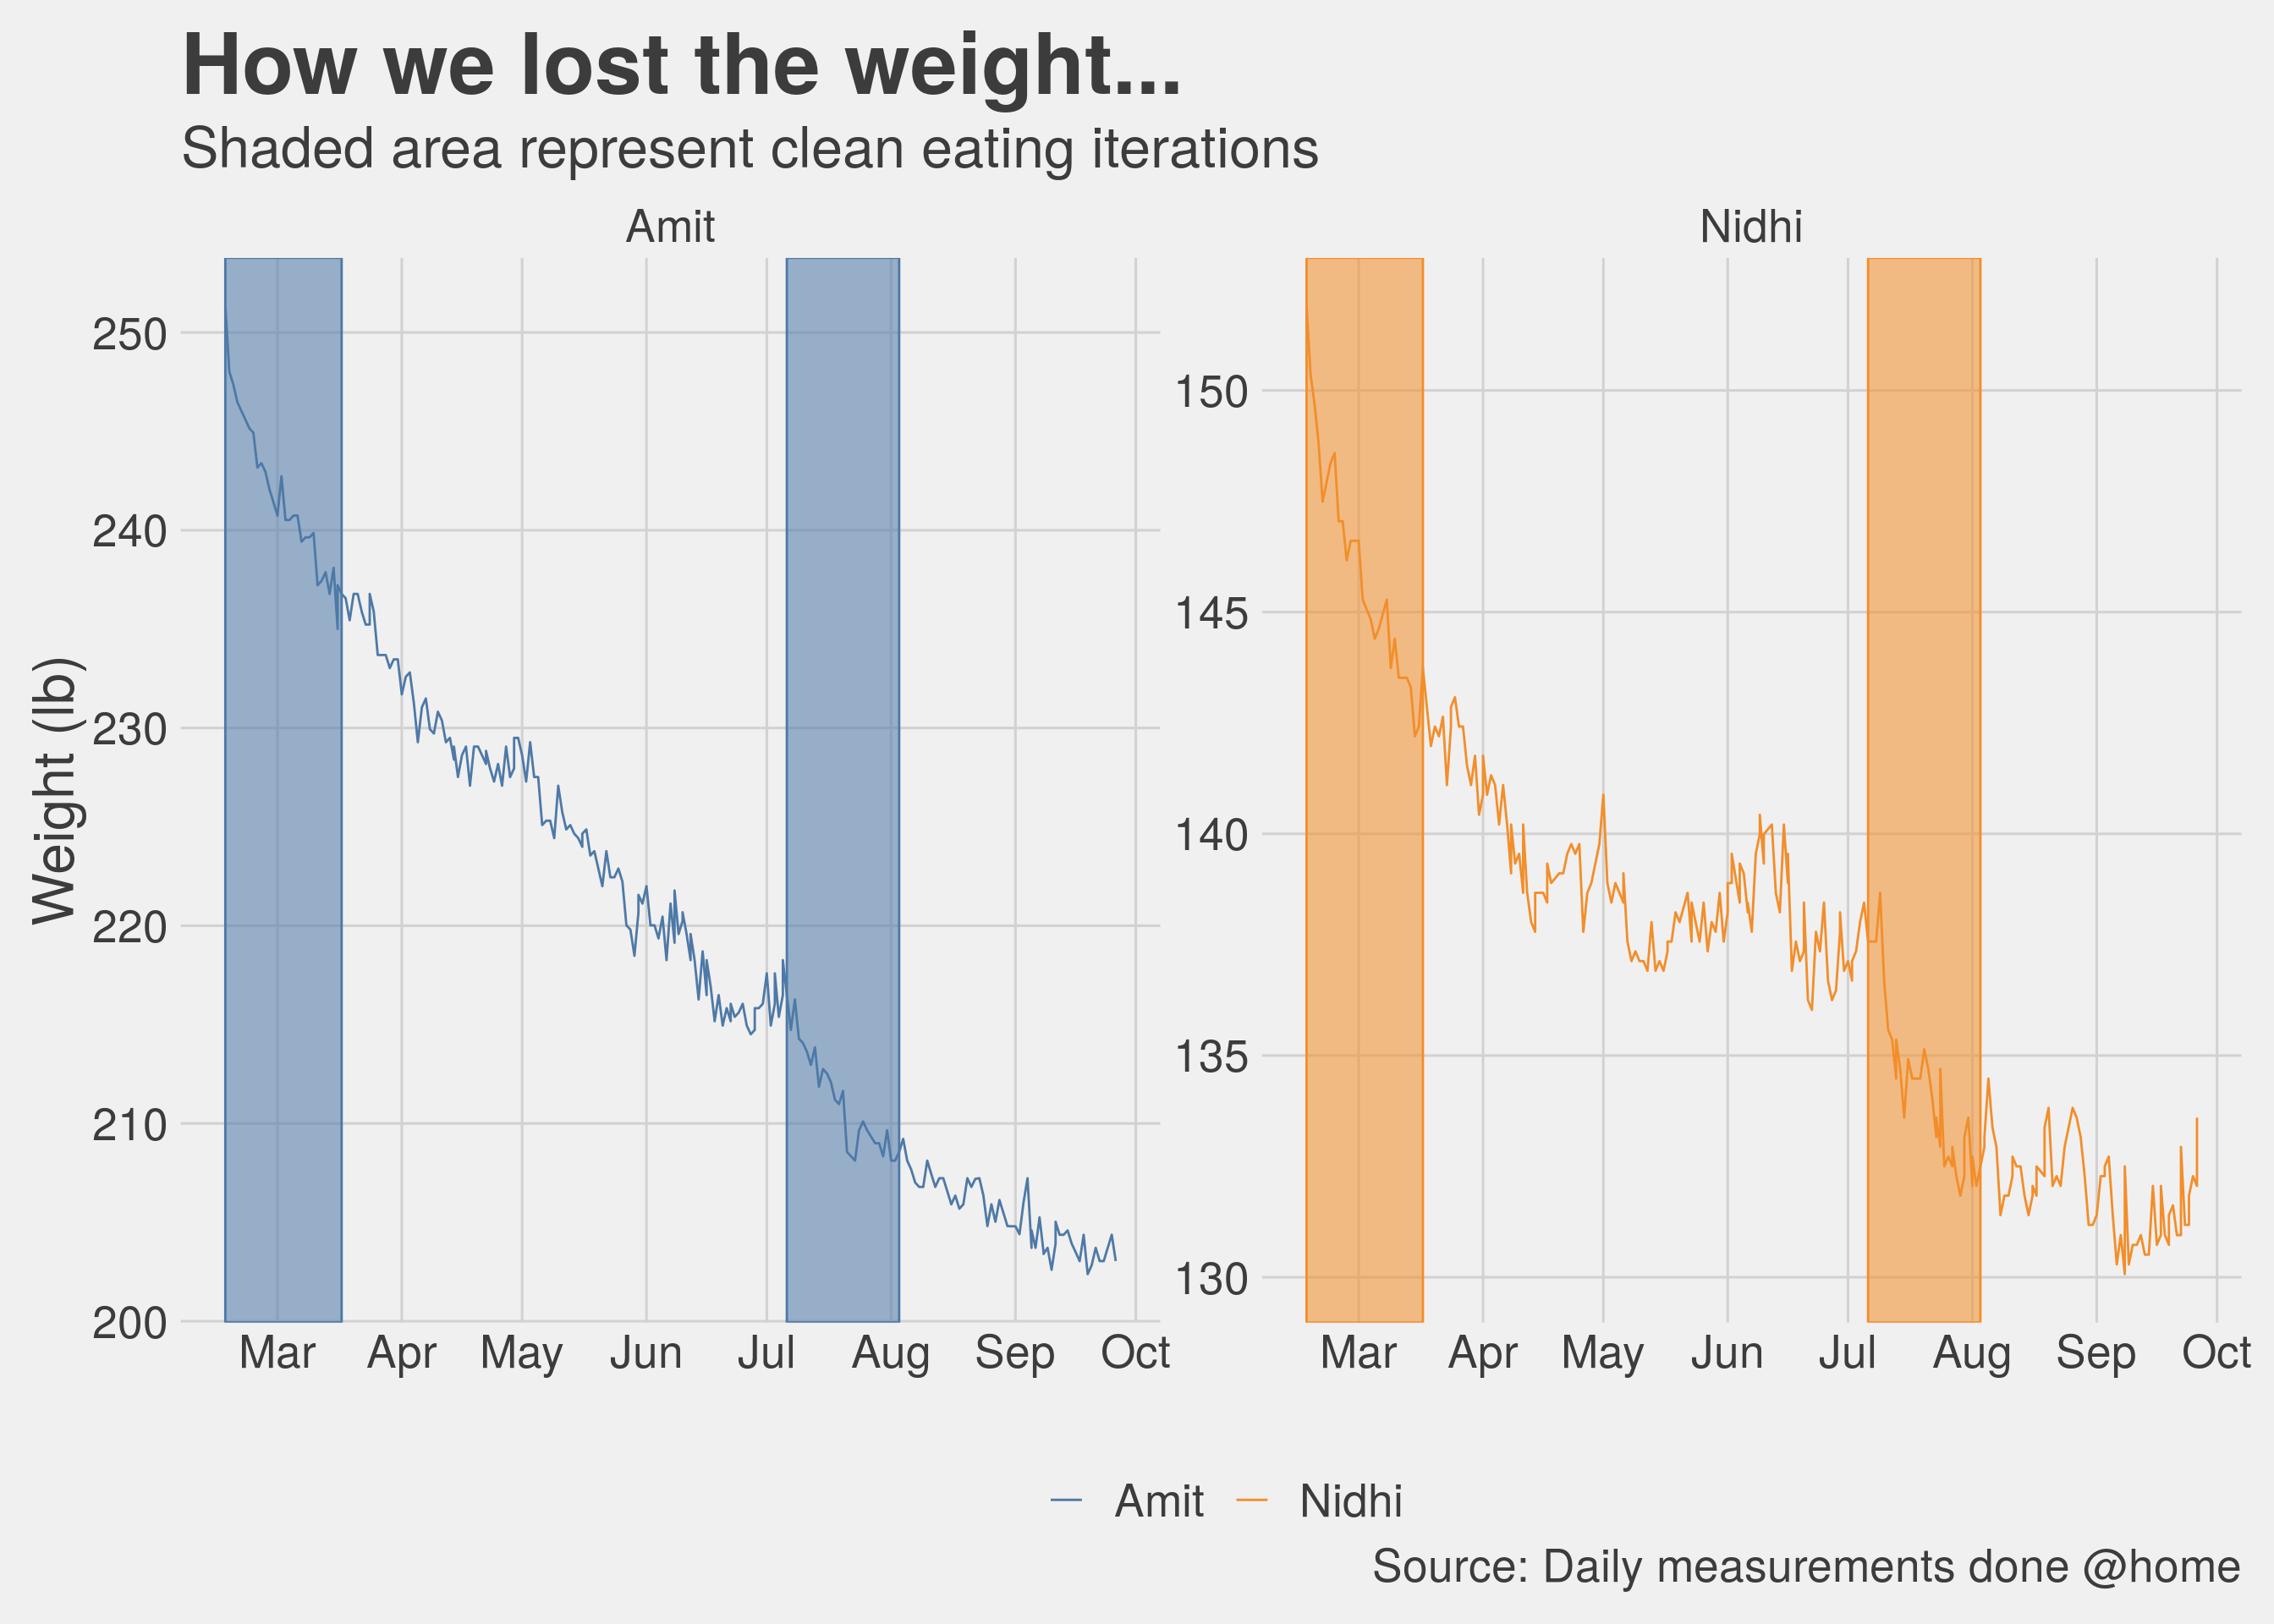 How we lost the weight...
Shaded area represent clean eating iterations
Amit
Nidhi
Weight (lb)
250
240
230
220
210
200
150
145
140
135
130
Mar Apr May Jun Jul Aug Sep Oct
Mar Apr May Jun Jul Aug Sep Oct
Amit Nidhi
Source: Daily measurements done @home